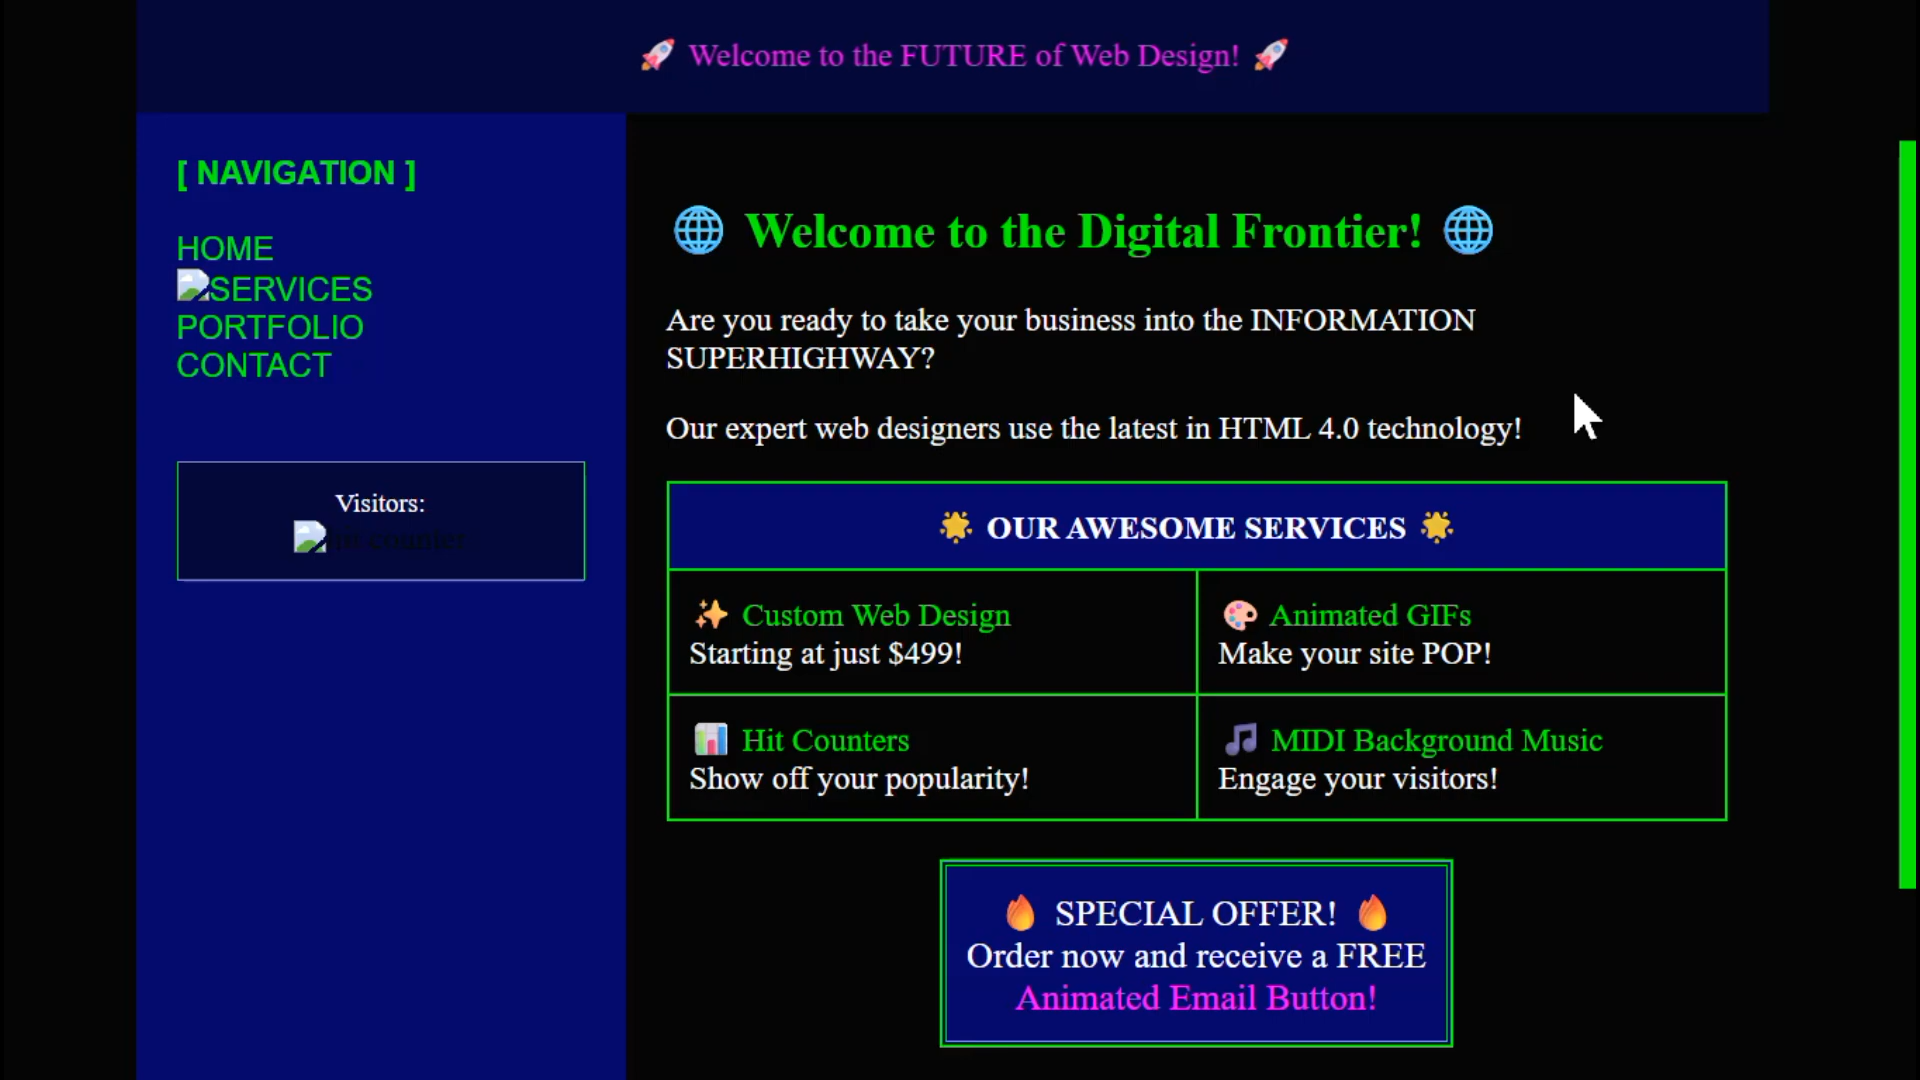 🚀 Welcome to the FUTURE of Web Design! 🚀
[ NAVIGATION ]
HOME
SERVICES
PORTFOLIO
CONTACT
Visitors:
counter
🌐 Welcome to the Digital Frontier! 🌐
Are you ready to take your business into the INFORMATION
SUPERHIGHWAY?
Our expert web designers use the latest in HTML 4.0 technology!
🌟 OUR AWESOME SERVICES 🌟
✨ Custom Web Design
Starting at just $499!
🎨 Animated GIFs
Make your site POP!
📊 Hit Counters
Show off your popularity!
🎵 MIDI Background Music
Engage your visitors!
🔥 SPECIAL OFFER! 🔥
Order now and receive a FREE
Animated Email Button!